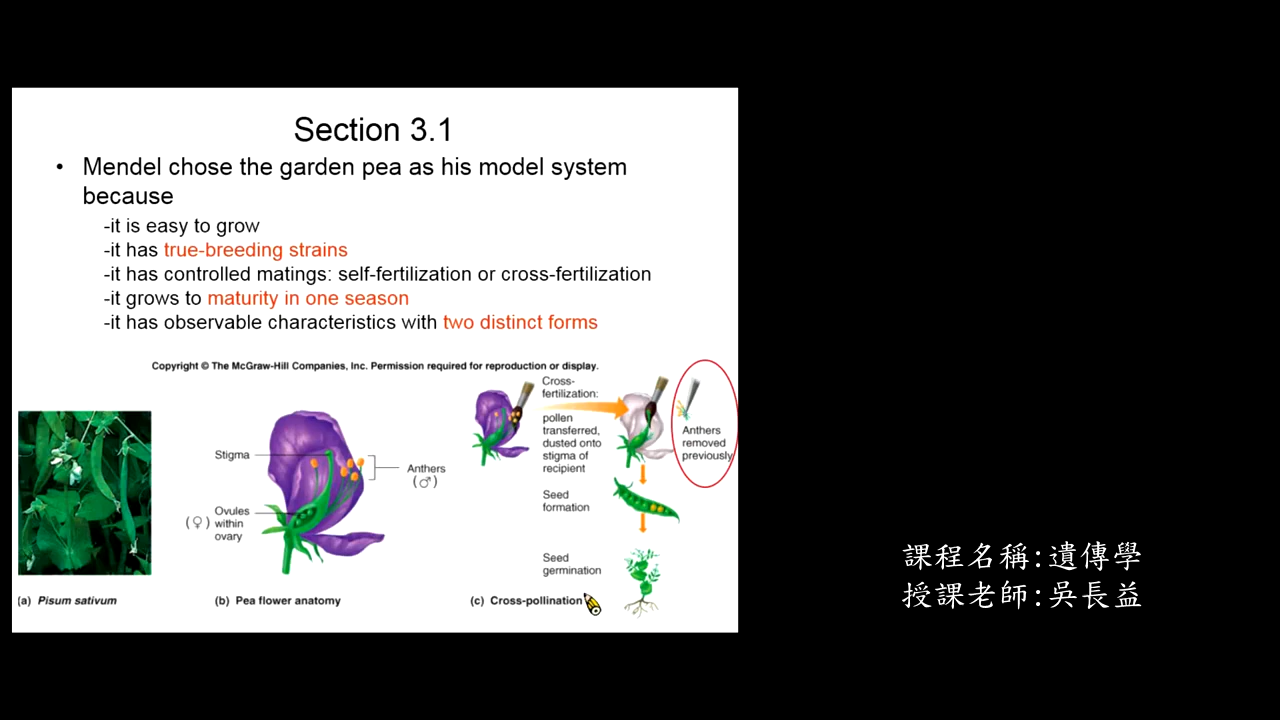 Section 3.1
• Mendel chose the garden pea as his model system
because
-it is easy to grow
-it has true-breeding strains
-it has controlled matings: self-fertilization or cross-fertilization
-it grows to maturity in one season
-it has observable characteristics with two distinct forms
Copyright © The McGraw-Hill Companies, Inc. Permission required for reproduction or display.
Stigma
Anthers
(♂)
Ovules
(♀) within
ovary
Cross-
fertilization:
pollen
transferred,
dusted onto
stigma of
recipient
Anthers
removed
previously
Seed
formation
Seed
germination
(a) Pisum sativum
(b) Pea flower anatomy
(c) Cross-pollination
課程名稱:遺傳學
授課老師:吳長益